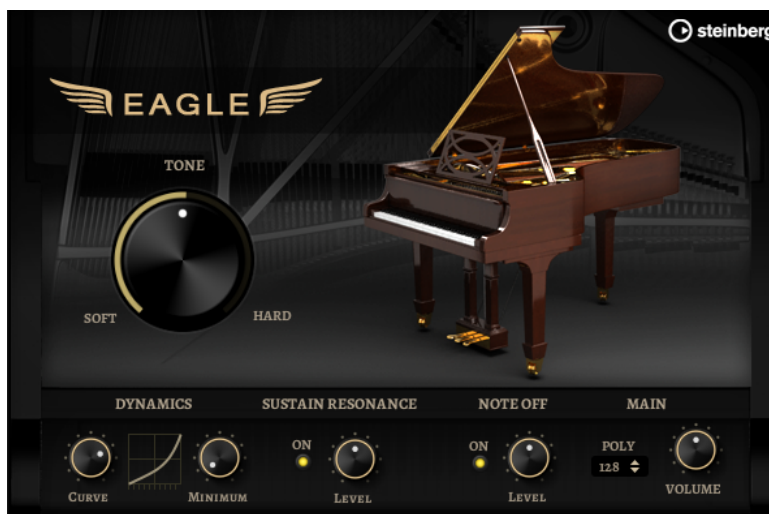 steinberg
EAGLE
TONE
SOFT
HARD
DYNAMICS SUSTAIN RESONANCE NOTE OFF MAIN
ON ON POLY
128
CURVE MINIMUM LEVEL LEVEL VOLUME